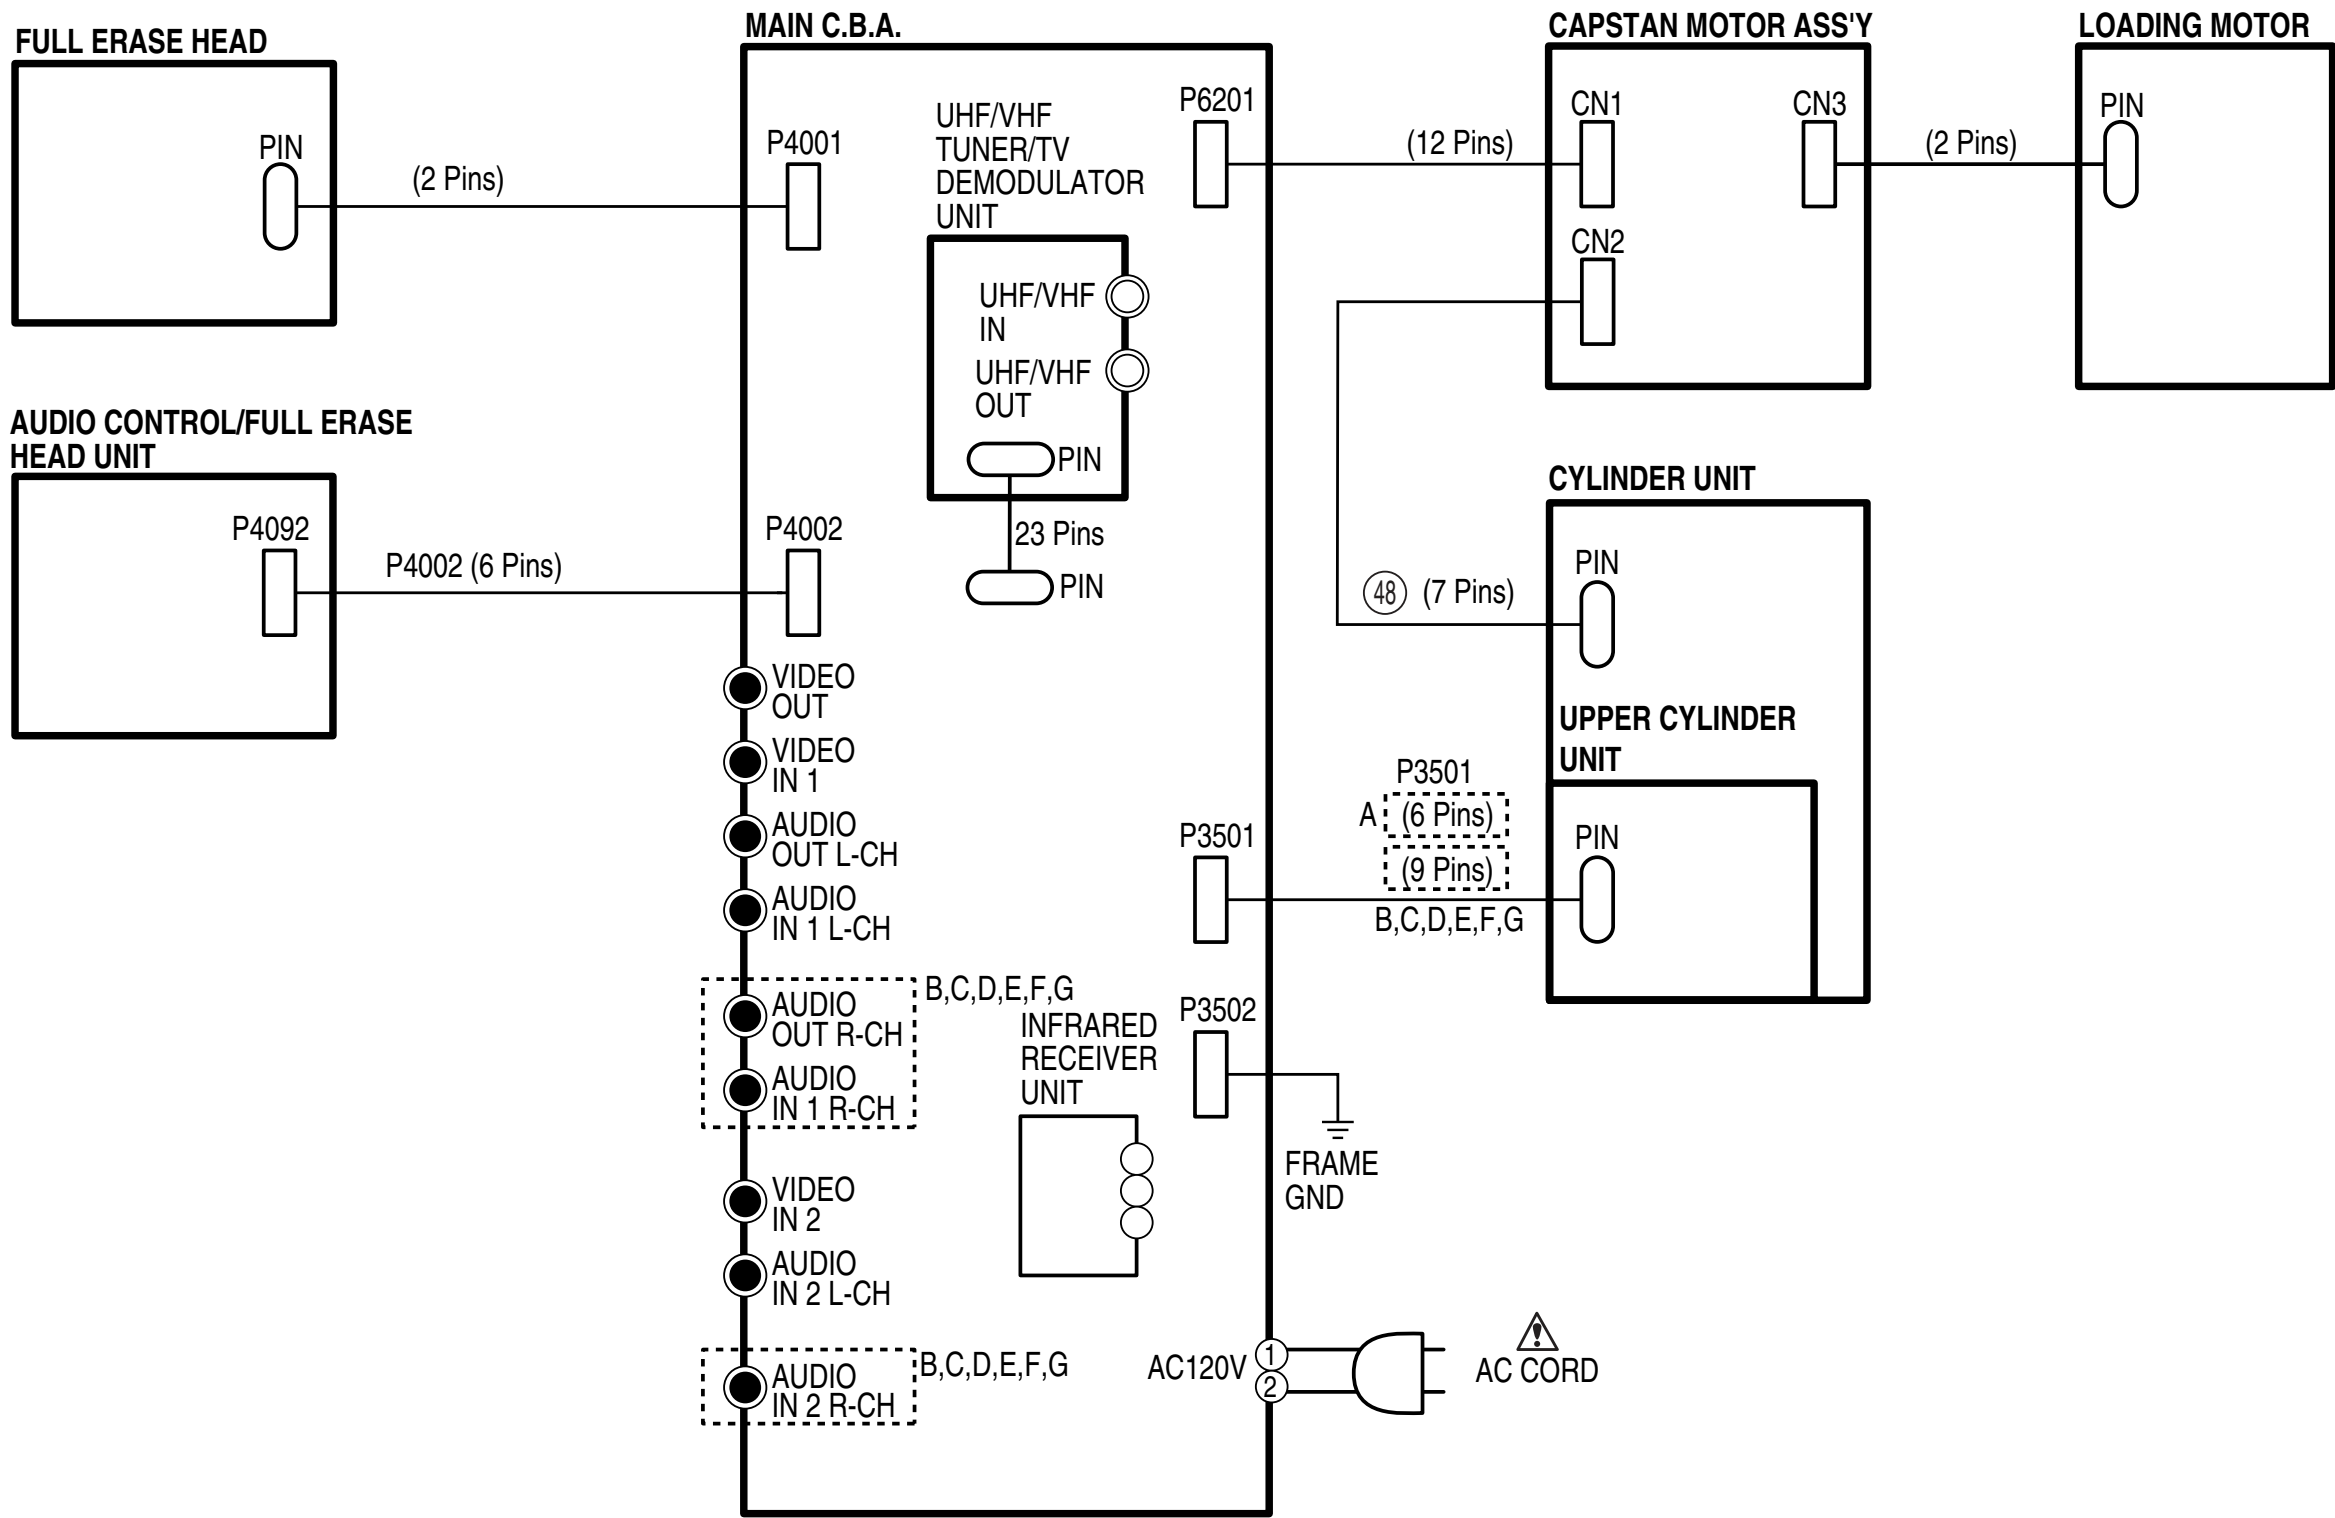 FULL ERASE HEAD
PIN
(2 Pins)
AUDIO CONTROL/FULL ERASE
HEAD UNIT
P4092
P4002 (6 Pins)
MAIN C.B.A.
P4001
UHF/VHF
TUNER/TV
DEMODULATOR
UNIT
UHF/VHF
IN
UHF/VHF
OUT
PIN
23 Pins
PIN
P4002
VIDEO
OUT
VIDEO
IN 1
AUDIO
OUT L-CH
AUDIO
IN 1 L-CH
AUDIO
OUT R-CH
AUDIO
IN 1 R-CH
B,C,D,E,F,G
VIDEO
IN 2
AUDIO
IN 2 L-CH
AUDIO
IN 2 R-CH
B,C,D,E,F,G
INFRARED
RECEIVER
UNIT
P6201
P3501
P3502
FRAME
GND
AC120V
1
2
AC CORD
(12 Pins)
CAPSTAN MOTOR ASS'Y
CN1
CN2
CN3
(2 Pins)
LOADING MOTOR
PIN
48 (7 Pins)
CYLINDER UNIT
PIN
UPPER CYLINDER
UNIT
PIN
P3501
A (6 Pins)
(9 Pins)
B,C,D,E,F,G